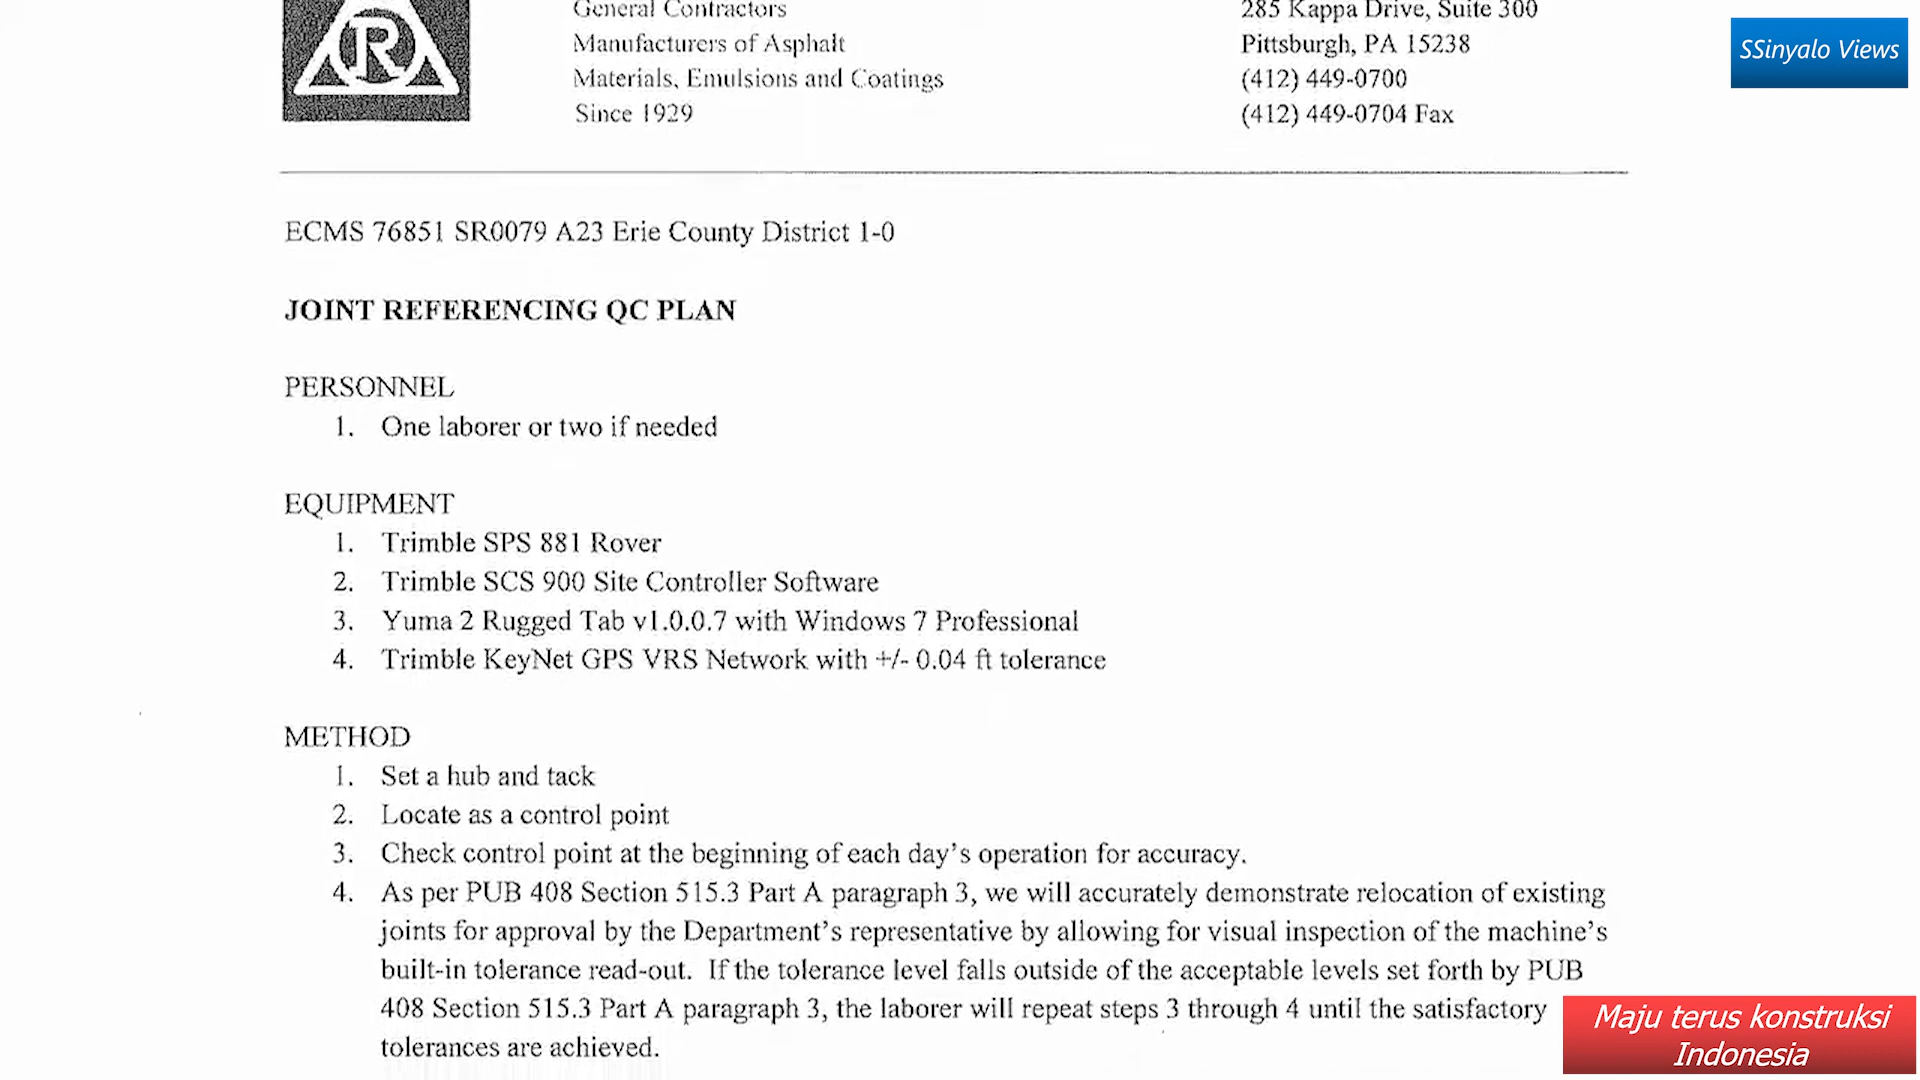 R
General Contractors
Manufacturers of Asphalt
Materials, Emulsions and Coatings
Since 1929
285 Kappa Drive, Suite 300
Pittsburgh, PA 15238
(412) 449-0700
(412) 449-0704 Fax
SSinyalo Views
ECMS 76851 SR0079 A23 Erie County District 1-0
JOINT REFERENCING QC PLAN
PERSONNEL
1. One laborer or two if needed
EQUIPMENT
1. Trimble SPS 881 Rover
2. Trimble SCS 900 Site Controller Software
3. Yuma 2 Rugged Tab v1.0.0.7 with Windows 7 Professional
4. Trimble KeyNet GPS VRS Network with +/- 0.04 ft tolerance
METHOD
1. Set a hub and tack
2. Locate as a control point
3. Check control point at the beginning of each day's operation for accuracy.
4. As per PUB 408 Section 515.3 Part A paragraph 3, we will accurately demonstrate relocation of existing
joints for approval by the Department's representative by allowing for visual inspection of the machine's
built-in tolerance read-out. If the tolerance level falls outside of the acceptable levels set forth by PUB
408 Section 515.3 Part A paragraph 3, the laborer will repeat steps 3 through 4 until the satisfactory
tolerances are achieved.
Maju terus konstruksi
Indonesia